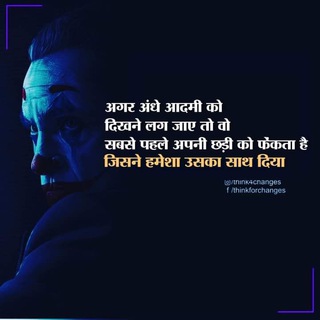 अगर अंधे आदमी को
दिखने लग जाए तो वो
सबसे पहले अपनी छड़ी को फेंकता है
जिसने हमेशा उसका साथ दिया
@/think4changes
f /thinkforchanges